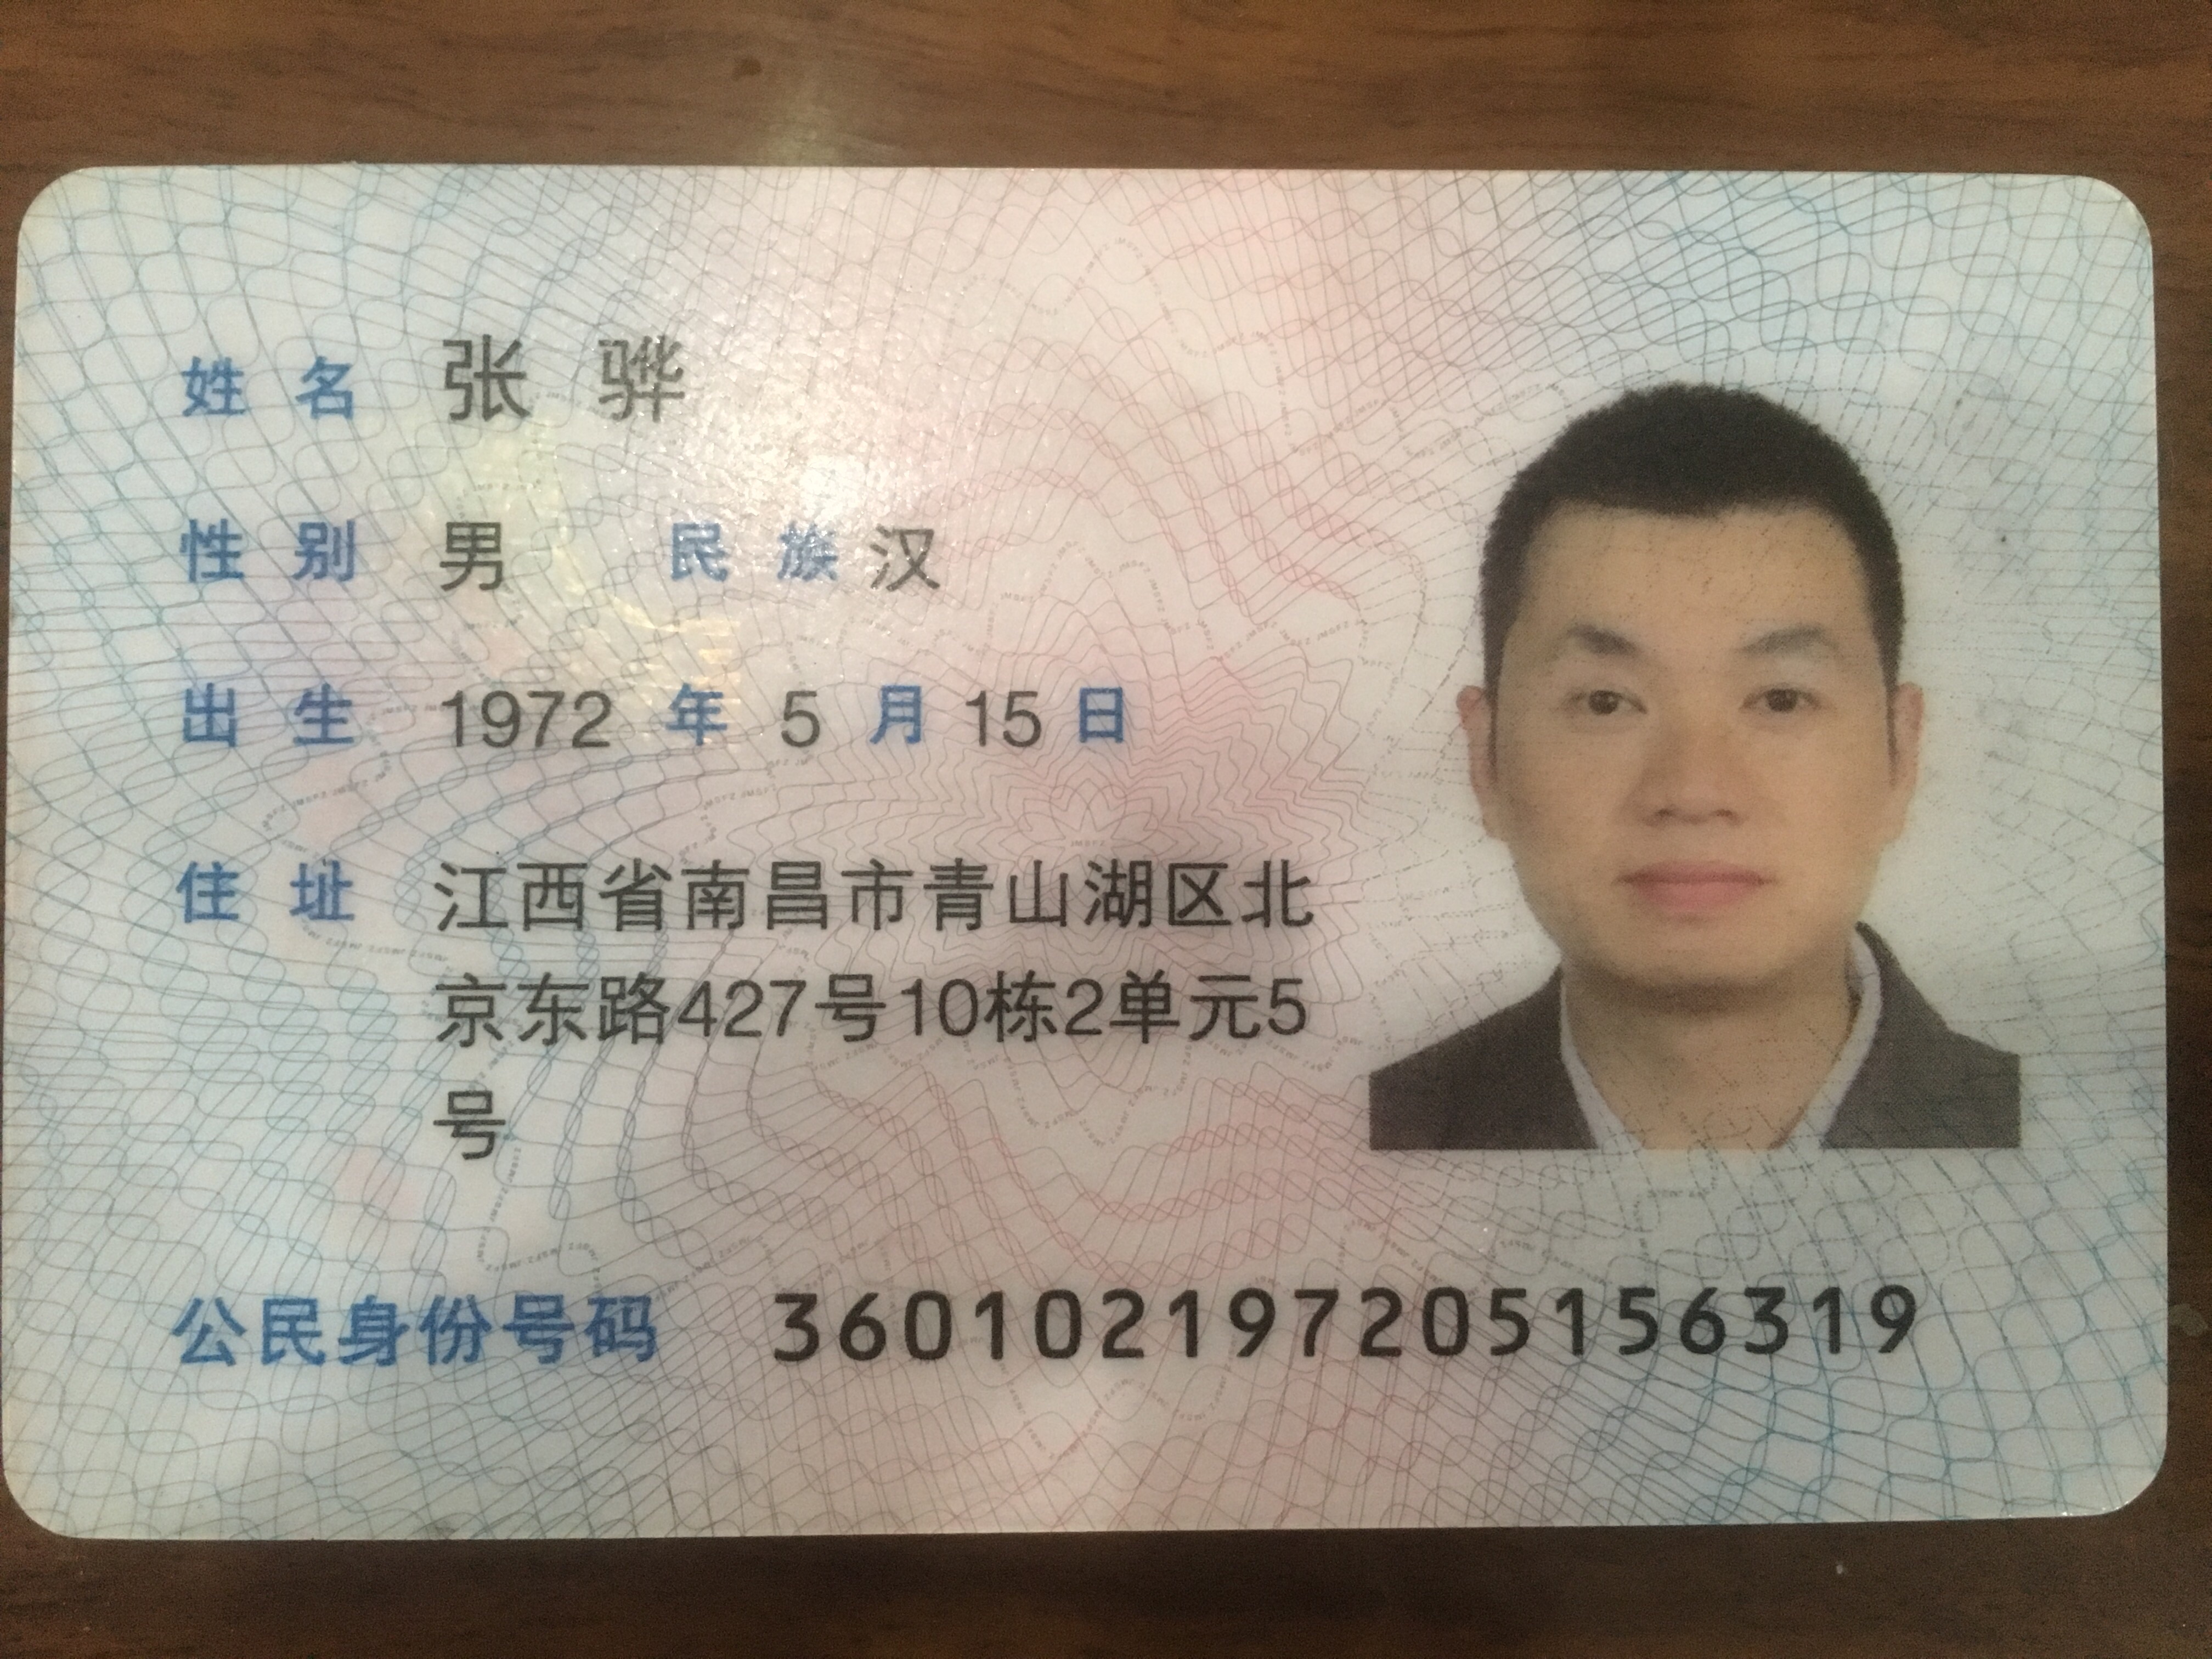 姓名 张骅
性别 男 民族 汉
出生 1972 年 5 月 15 日
住址 江西省南昌市青山湖区北
京东路427号10栋2单元5
号
公民身份号码 360102197205156319